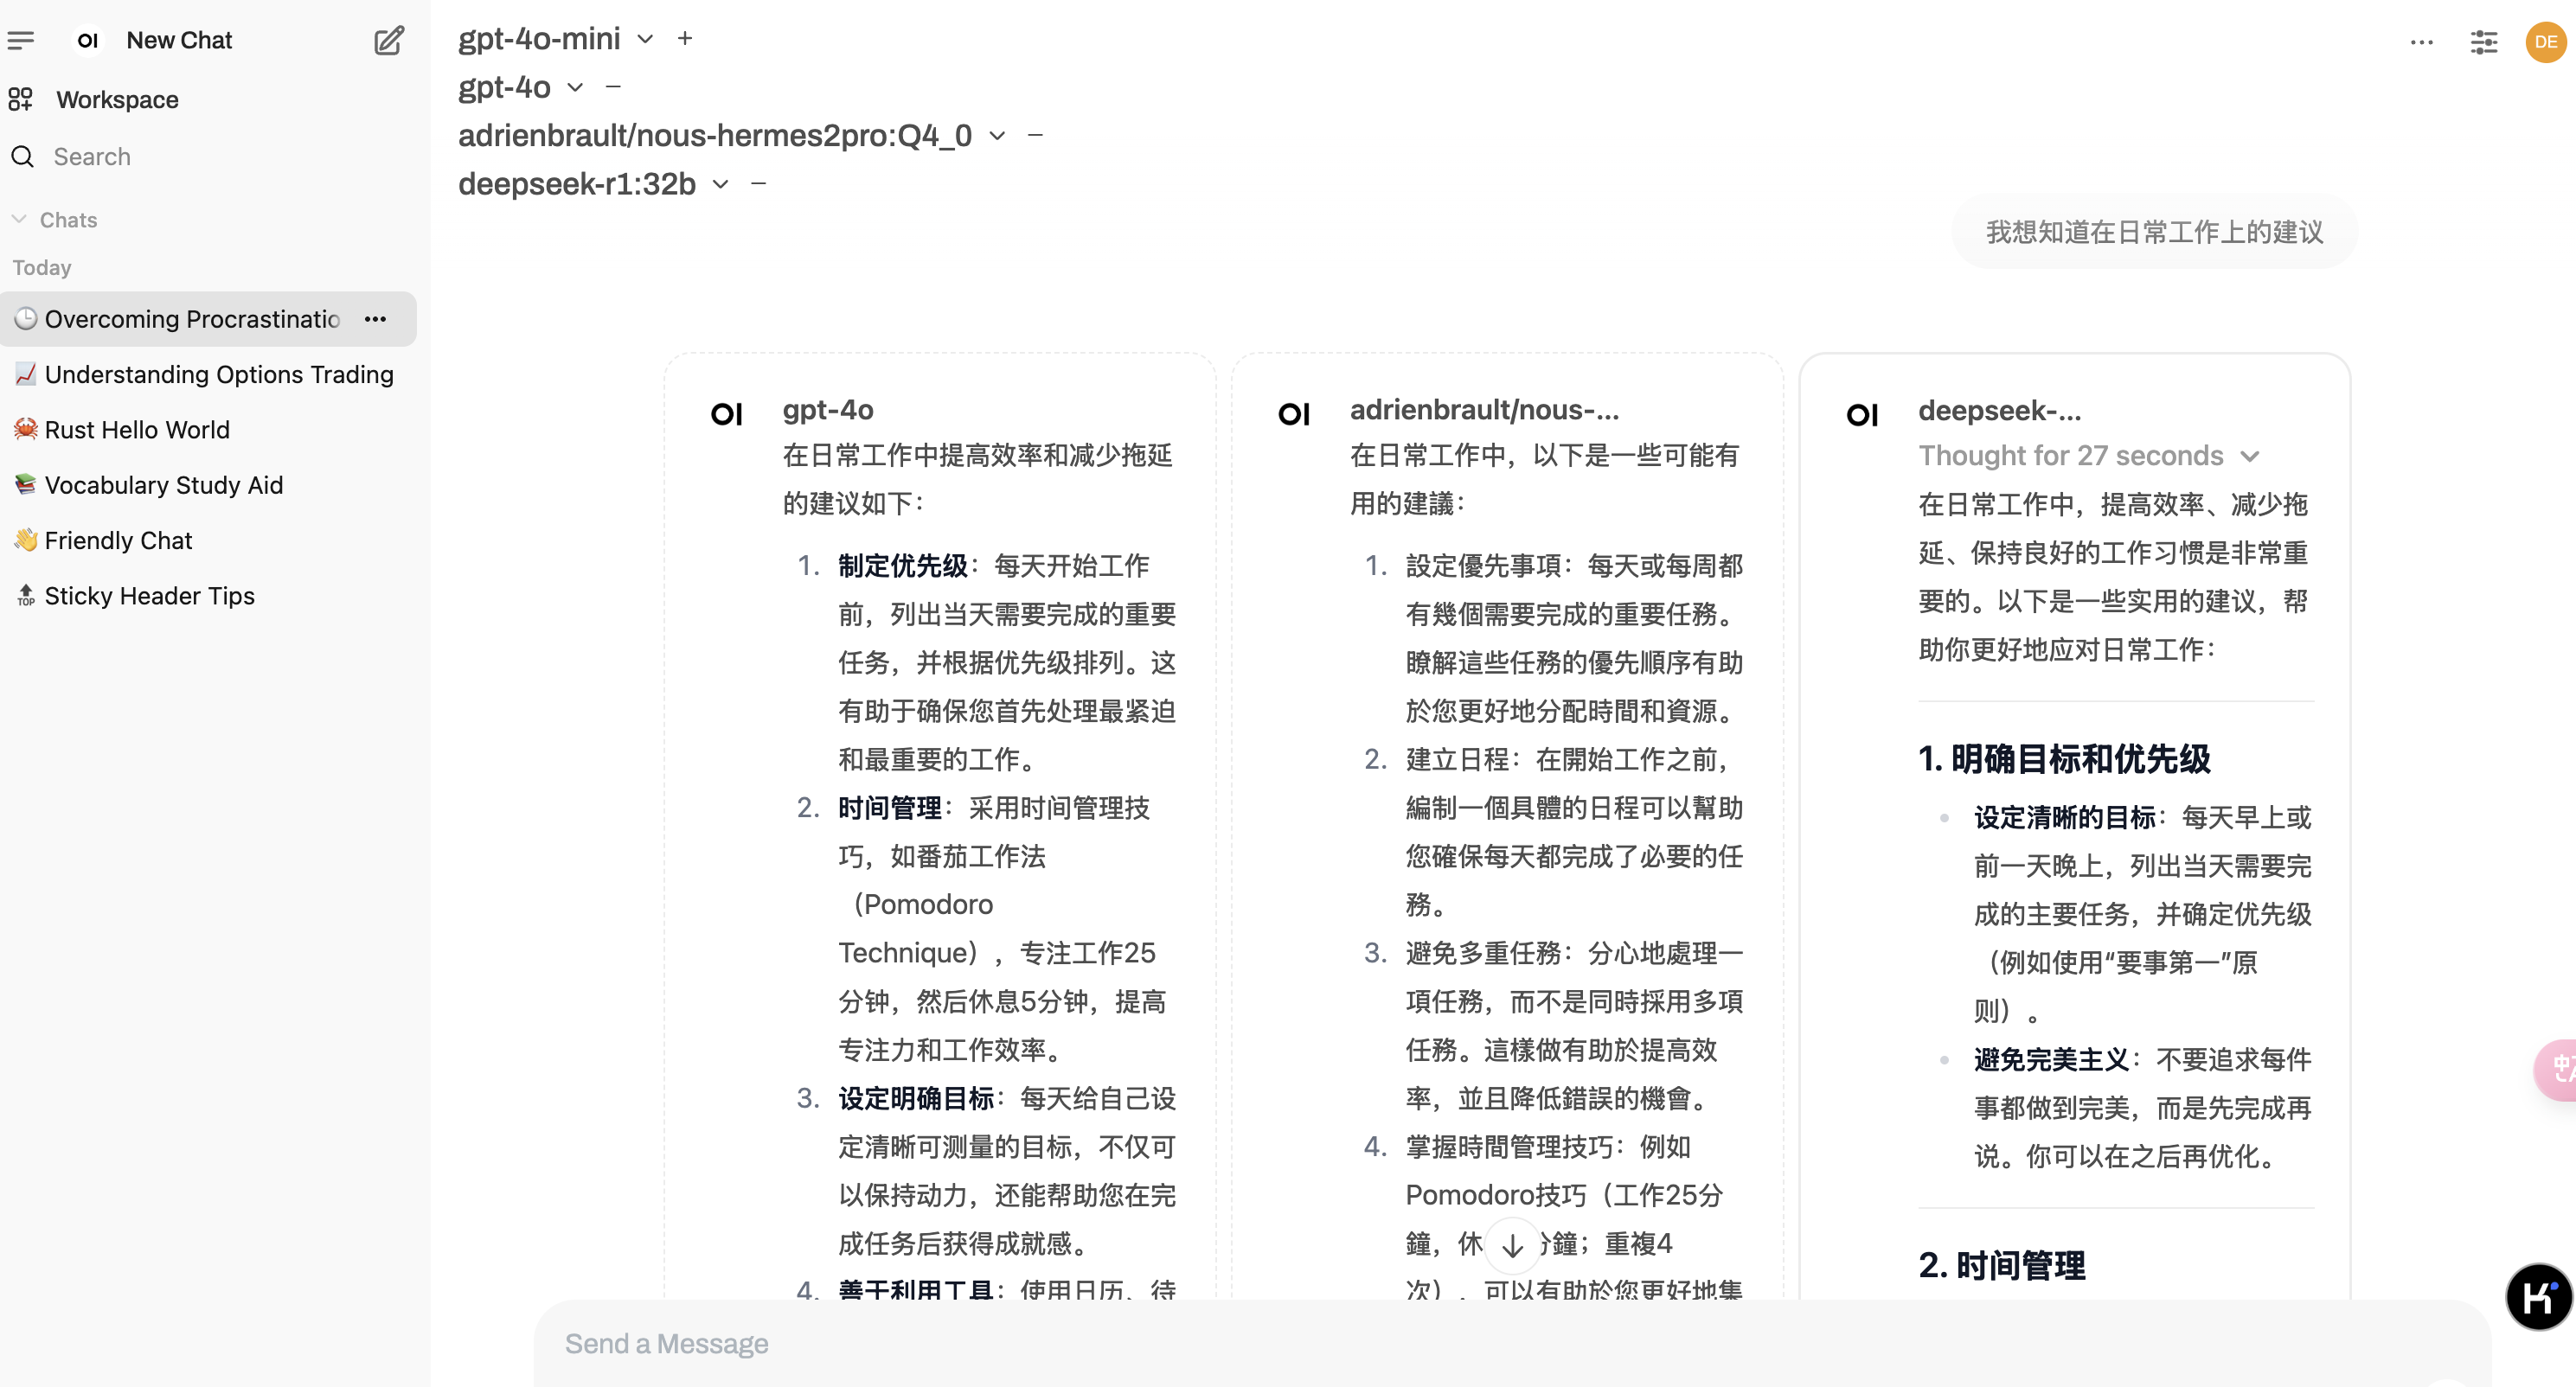 OI New Chat
Workspace
Search
Chats
Today
Overcoming Procrastinatio
Understanding Options Trading
Rust Hello World
Vocabulary Study Aid
Friendly Chat
TOP Sticky Header Tips
gpt-4o-mini
gpt-4o
adrienbrault/nous-hermes2pro:Q4_0
deepseek-r1:32b
DE
我想知道在日常工作上的建议
OI gpt-4o
在日常工作中提高效率和减少拖延
的建议如下：
1. 制定优先级：每天开始工作
前，列出当天需要完成的重要
任务，并根据优先级排列。这
有助于确保您首先处理最紧迫
和最重要的工作。
2. 时间管理：采用时间管理技
巧，如番茄工作法
（Pomodoro
Technique），专注工作25
分钟，然后休息5分钟，提高
专注力和工作效率。
3. 设定明确目标：每天给自己设
定清晰可测量的目标，不仅可
以保持动力，还能帮助您在完
成任务后获得成就感。
4. 善于利用工具：使用日历、待
OI adrienbrault/nous-...
在日常工作中，以下是一些可能有
用的建議：
1. 設定優先事項：每天或每周都
有幾個需要完成的重要任務。
瞭解這些任務的優先順序有助
於您更好地分配時間和資源。
2. 建立日程：在開始工作之前，
編制一個具體的日程可以幫助
您確保每天都完成了必要的任
務。
3. 避免多重任務：分心地處理一
項任務，而不是同時採用多項
任務。這樣做有助於提高效
率，並且降低錯誤的機會。
4. 掌握時間管理技巧：例如
Pomodoro技巧（工作25分
鐘，休 分鐘；重複4
次），可以有助於您更好地集
OI deepseek-...
Thought for 27 seconds
在日常工作中，提高效率、减少拖
延、保持良好的工作习惯是非常重
要的。以下是一些实用的建议，帮
助你更好地应对日常工作：
1. 明确目标和优先级
设定清晰的目标：每天早上或
前一天晚上，列出当天需要完
成的主要任务，并确定优先级
（例如使用“要事第一”原
则）。
避免完美主义：不要追求每件
事都做到完美，而是先完成再
说。你可以在之后再优化。
2. 时间管理
Send a Message